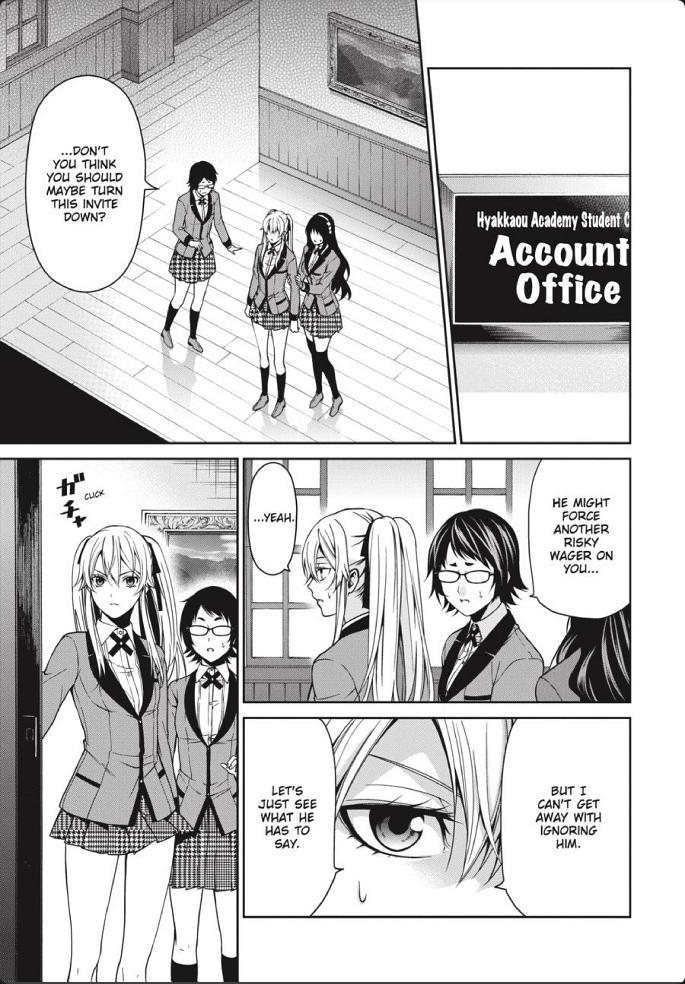 Hyakkaou Academy Student C
Account
Office
...DON'T
YOU THINK
YOU SHOULD
MAYBE TURN
THIS INVITE
DOWN?
HE MIGHT
FORCE
ANOTHER
RISKY
WAGER ON
YOU...
...YEAH.
BUT I
CAN'T GET
AWAY WITH
IGNORING
HIM.
LET'S
JUST SEE
WHAT HE
HAS TO
SAY.
ガチャ
CLICK